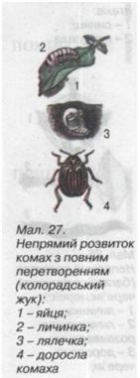 2
1
3
4
Мал. 27.
Непрямий розвиток
комах з повним
перетворенням
(колорадський
жук):
1 – яйця;
2 – личинка;
3 – лялечка;
4 – доросла
комаха